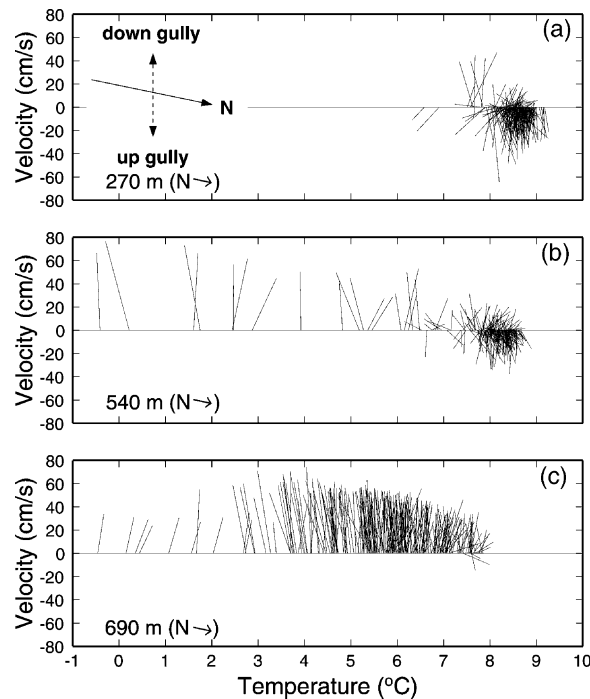 80
60
40
20
0
-20
-40
-60
-80
Velocity (cm/s)
down gully
N
up gully
270 m (N→)
(a)
80
60
40
20
0
-20
-40
-60
-80
Velocity (cm/s)
540 m (N→)
(b)
80
60
40
20
0
-20
-40
-60
-80
Velocity (cm/s)
690 m (N→)
(c)
-1 0 1 2 3 4 5 6 7 8 9 10
Temperature (°C)